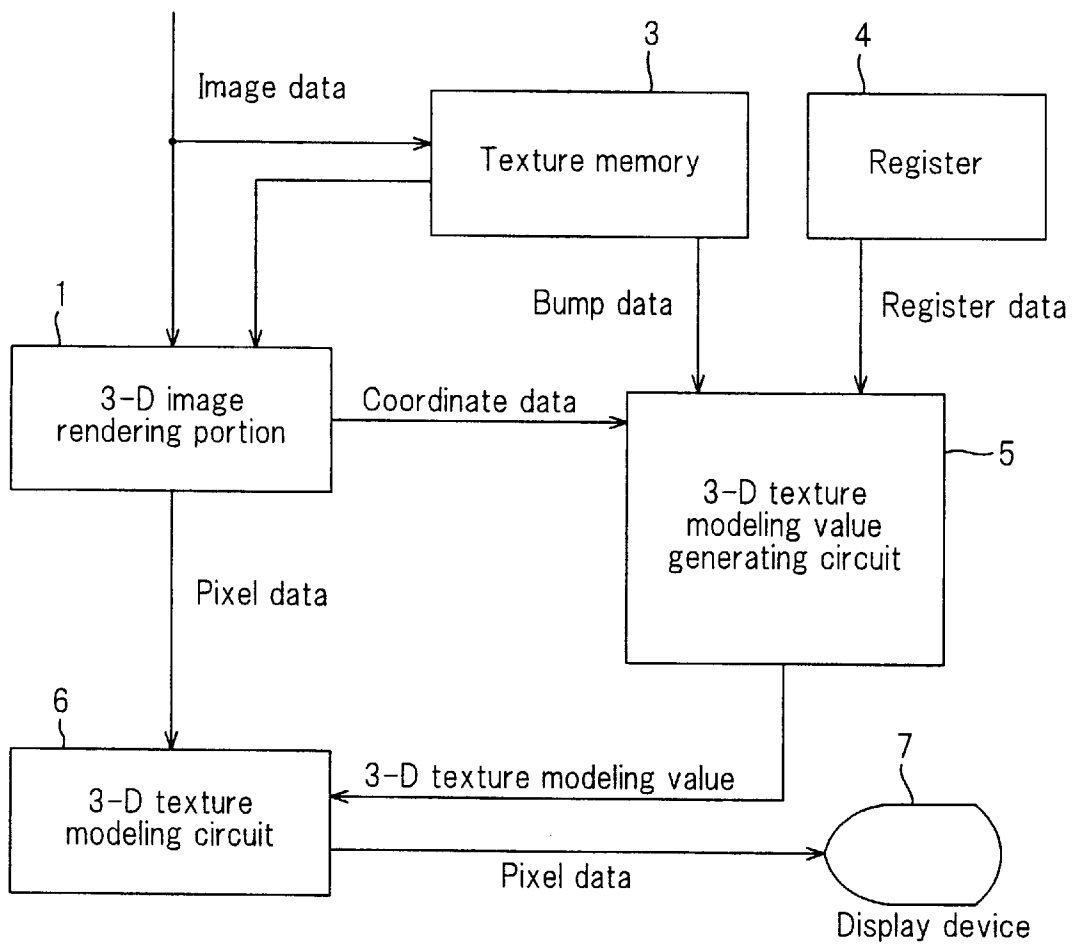 3
4
Image data
Texture memory
Register
1
Bump data
Register data
3-D image
rendering portion
Coordinate data
5
3-D texture
modeling value
generating circuit
Pixel data
6
3-D texture modeling value
7
3-D texture
modeling circuit
Pixel data
Display device